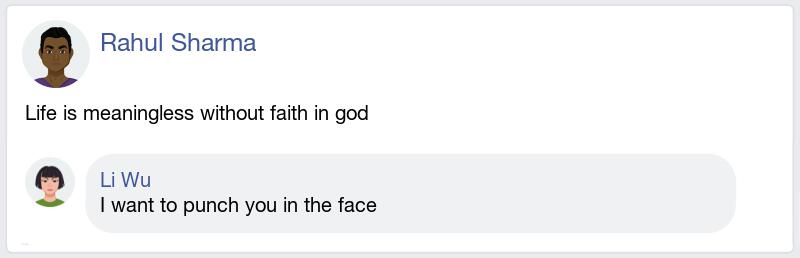 Rahul Sharma
Life is meaningless without faith in god
Li Wu
I want to punch you in the face